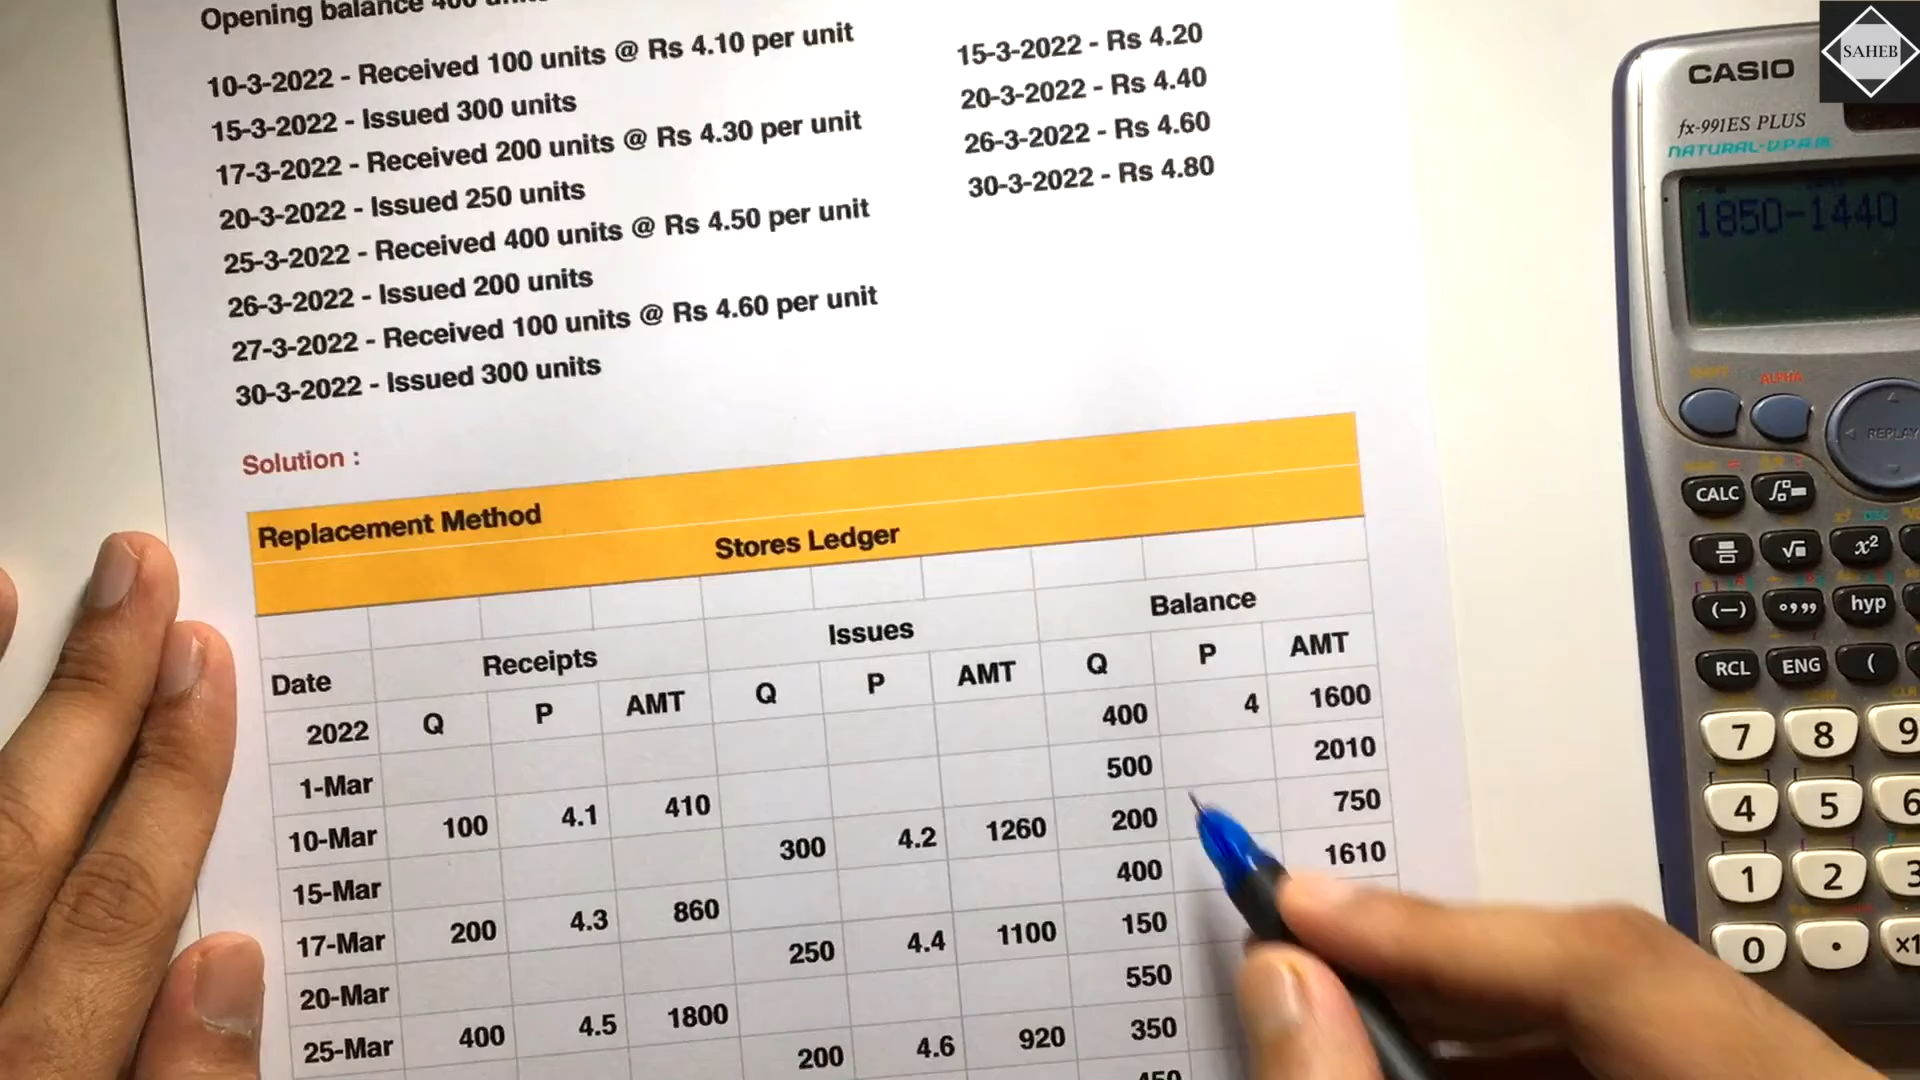 Opening balance 400 units
10-3-2022 - Received 100 units @ Rs 4.10 per unit
15-3-2022 - Issued 300 units
17-3-2022 - Received 200 units @ Rs 4.30 per unit
20-3-2022 - Issued 250 units
25-3-2022 - Received 400 units @ Rs 4.50 per unit
26-3-2022 - Issued 200 units
27-3-2022 - Received 100 units @ Rs 4.60 per unit
30-3-2022 - Issued 300 units
15-3-2022 - Rs 4.20
20-3-2022 - Rs 4.40
26-3-2022 - Rs 4.60
30-3-2022 - Rs 4.80
Solution :
Replacement Method
Stores Ledger
Date Receipts Issues Balance
2022 Q P AMT Q P AMT Q P AMT
1-Mar 400 4 1600
10-Mar 100 4.1 410 500 2010
15-Mar 300 4.2 1260 200 750
17-Mar 200 4.3 860 400 1610
20-Mar 250 4.4 1100 150
25-Mar 400 4.5 1800 550
200 4.6 920 350
450
SAHEB
CASIO
fx-991ES PLUS
NATURAL-V.P.A.M.
1850-1440
SHIFT ALPHA
REPLAY
CALC
x²
(—) °,,, hyp
RCL ENG (
7 8 9
4 5 6
1 2 3
0 . ×1